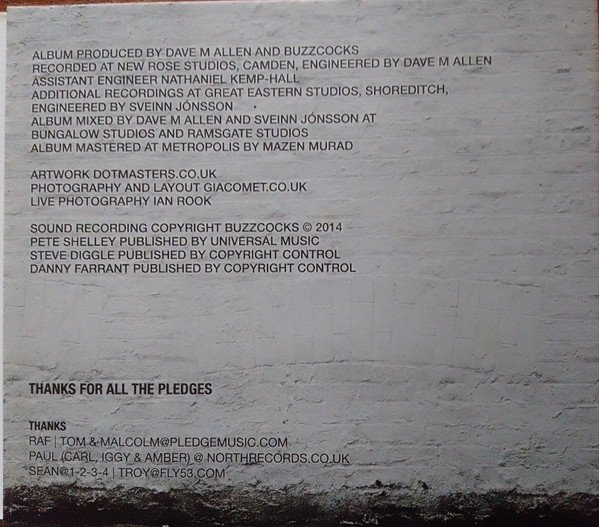 ALBUM PRODUCED BY DAVE M ALLEN AND BUZZCOCKS
RECORDED AT NEW ROSE STUDIOS, CAMDEN, ENGINEERED BY DAVE M ALLEN
ASSISTANT ENGINEER NATHANIEL KEMP-HALL
ADDITIONAL RECORDINGS AT GREAT EASTERN STUDIOS, SHOREDITCH,
ENGINEERED BY SVEINN JÓNSSON
ALBUM MIXED BY DAVE M ALLEN AND SVEINN JÓNSSON AT
BUNGALOW STUDIOS AND RAMSGATE STUDIOS
ALBUM MASTERED AT METROPOLIS BY MAZEN MURAD
ARTWORK DOTMASTERS.CO.UK
PHOTOGRAPHY AND LAYOUT GIACOMET.CO.UK
LIVE PHOTOGRAPHY IAN ROOK
SOUND RECORDING COPYRIGHT BUZZCOCKS © 2014
PETE SHELLEY PUBLISHED BY UNIVERSAL MUSIC
STEVE DIGGLE PUBLISHED BY COPYRIGHT CONTROL
DANNY FARRANT PUBLISHED BY COPYRIGHT CONTROL
THANKS FOR ALL THE PLEDGES
THANKS
RAF | TOM & MALCOLM@PLEDGEMUSIC.COM
PAUL (CARL, IGGY & AMBER) @ NORTHRECORDS.CO.UK
SEAN@1-2-3-4 | TROY@FLY53.COM